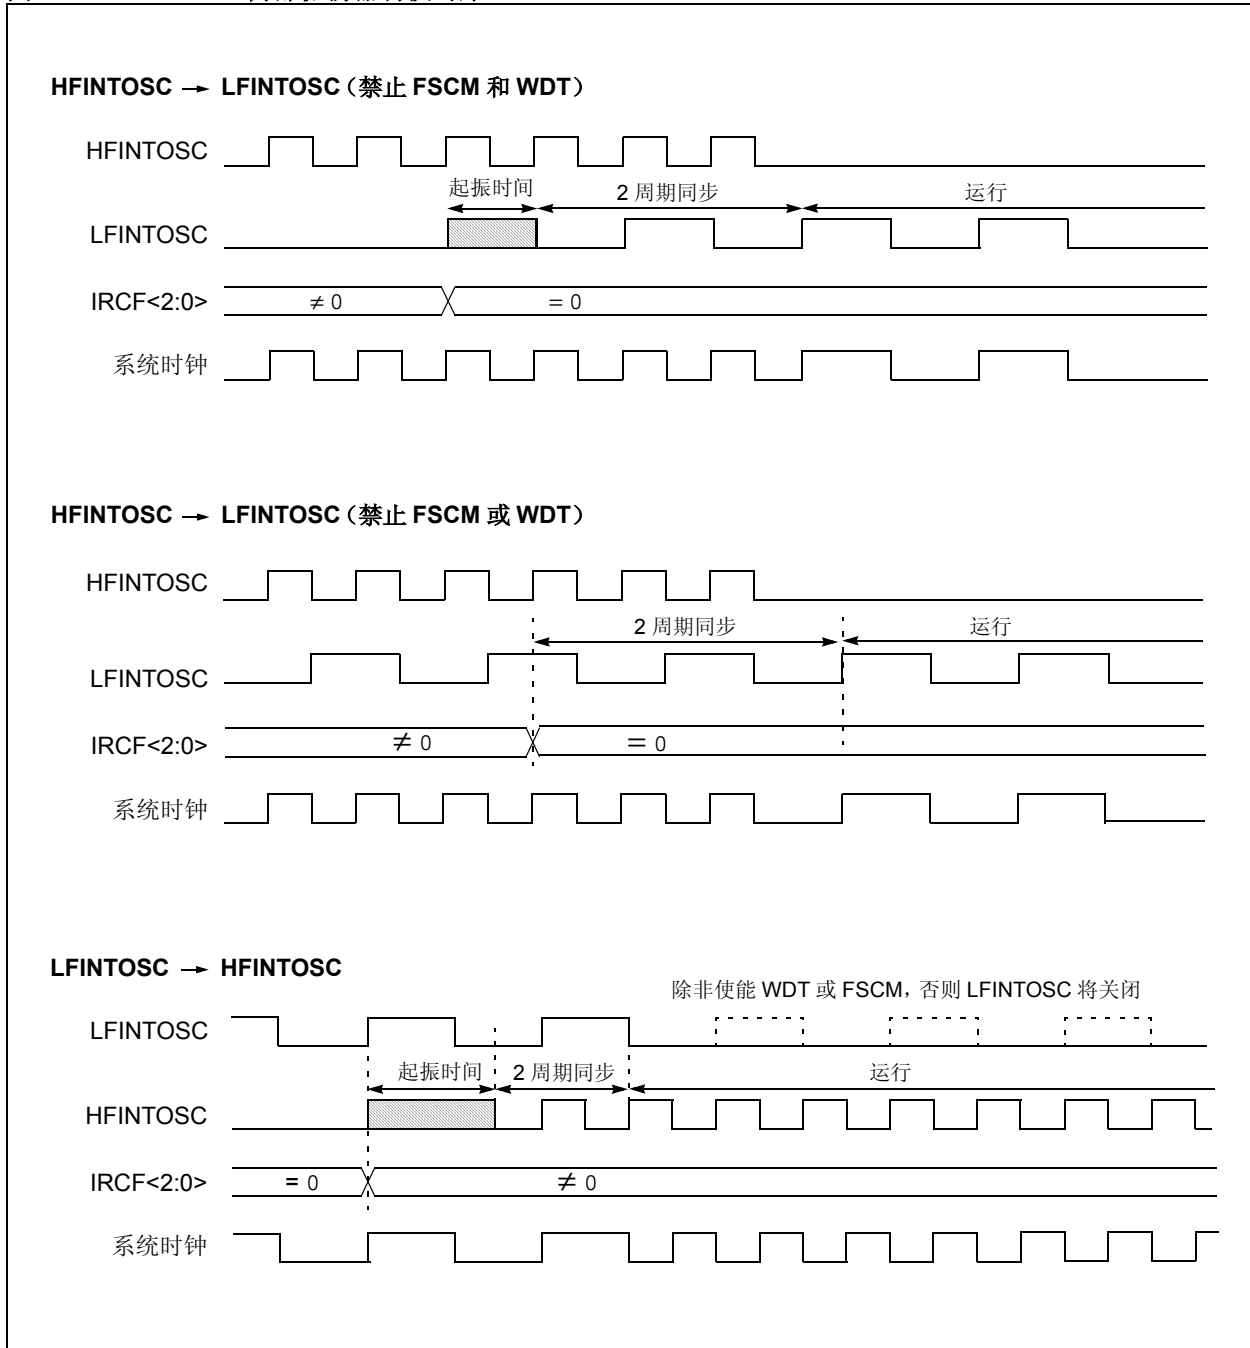 HFINTOSC → LFINTOSC（禁止 FSCM 和 WDT）
HFINTOSC
起振时间
2 周期同步
运行
LFINTOSC
IRCF<2:0>
≠ 0
= 0
系统时钟
HFINTOSC → LFINTOSC（禁止 FSCM 或 WDT）
HFINTOSC
2 周期同步
运行
LFINTOSC
IRCF<2:0>
≠ 0
= 0
系统时钟
LFINTOSC → HFINTOSC
除非使能 WDT 或 FSCM，否则 LFINTOSC 将关闭
LFINTOSC
起振时间
2 周期同步
运行
HFINTOSC
IRCF<2:0>
= 0
≠ 0
系统时钟